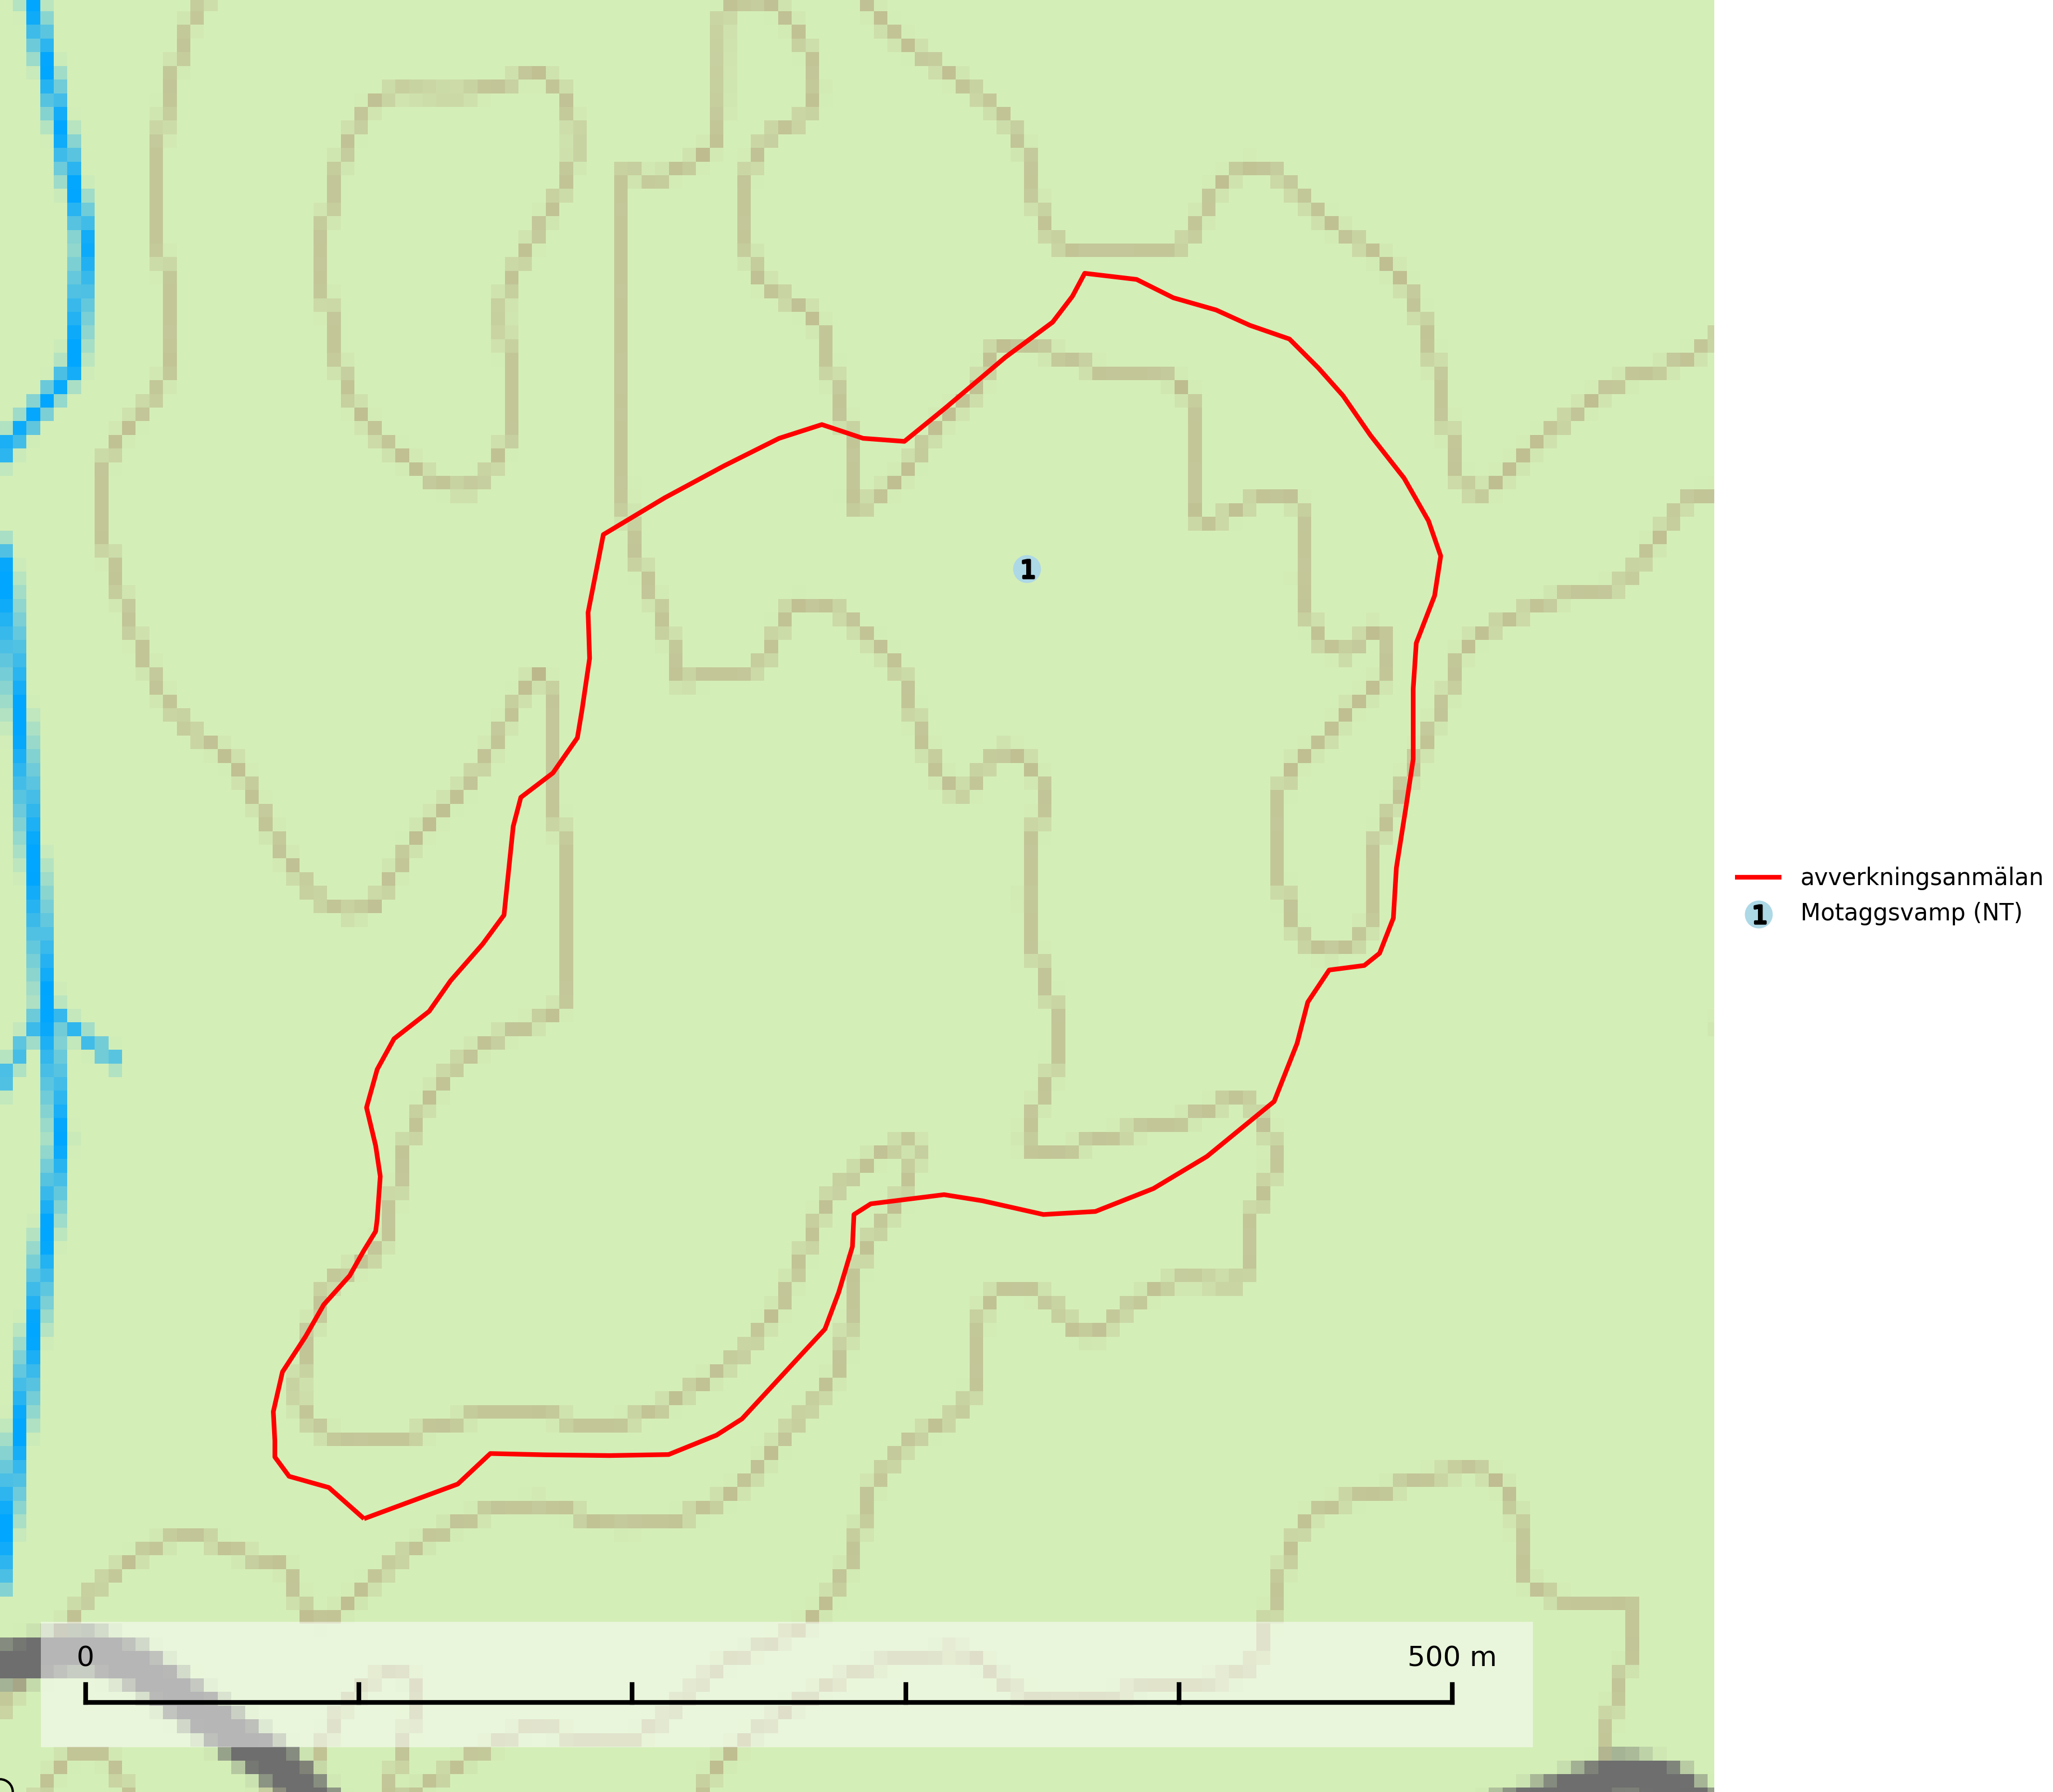 1
avverkningsanmälan
1 Motaggsvamp (NT)
0 500 m